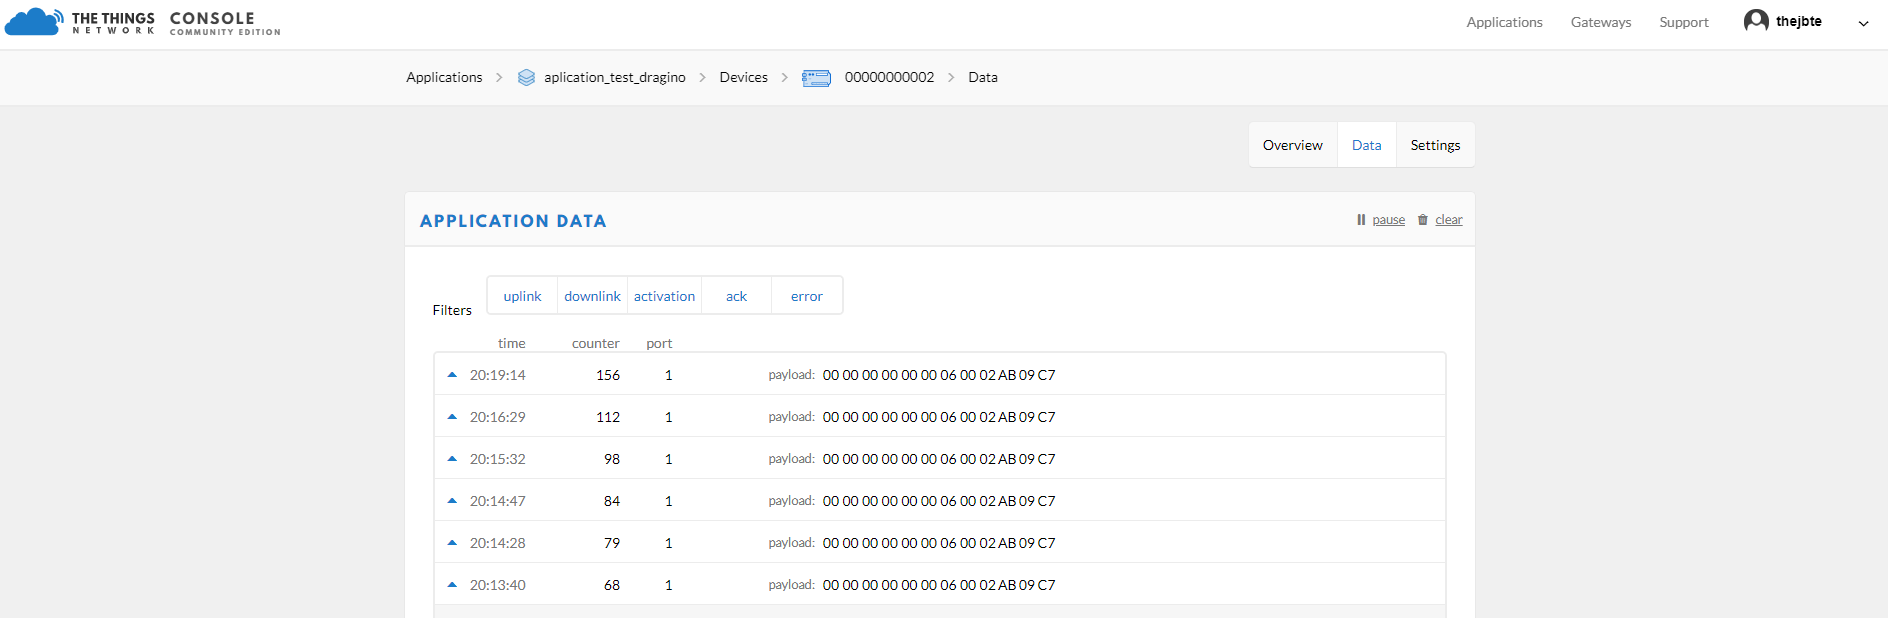 THE THINGS NETWORK CONSOLE COMMUNITY EDITION
Applications Gateways Support thejbte
Applications aplication_test_dragino Devices 00000000002 Data
Overview Data Settings
APPLICATION DATA pause clear
Filters uplink downlink activation ack error
time counter port
20:19:14 156 1 payload: 00 00 00 00 00 00 06 00 02 AB 09 C7
20:16:29 112 1 payload: 00 00 00 00 00 00 06 00 02 AB 09 C7
20:15:32 98 1 payload: 00 00 00 00 00 00 06 00 02 AB 09 C7
20:14:47 84 1 payload: 00 00 00 00 00 00 06 00 02 AB 09 C7
20:14:28 79 1 payload: 00 00 00 00 00 00 06 00 02 AB 09 C7
20:13:40 68 1 payload: 00 00 00 00 00 00 06 00 02 AB 09 C7